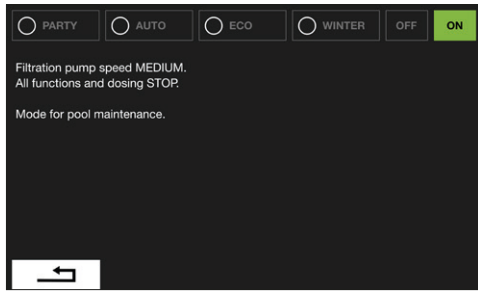 PARTY AUTO ECO WINTER OFF ON
Filtration pump speed MEDIUM.
All functions and dosing STOP.
Mode for pool maintenance.